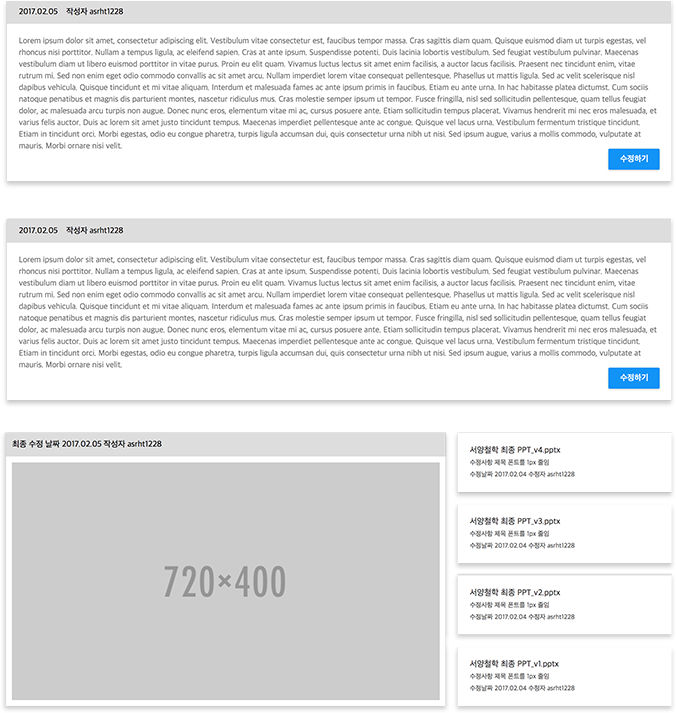 2017.02.05 작성자 asrht1228
Lorem ipsum dolor sit amet, consectetur adipiscing elit. Vestibulum vitae consectetur est, faucibus tempor massa. Cras sagittis diam quam. Quisque euismod diam ut turpis egestas, vel
rhoncus nisi porttitor. Nullam a tempus ligula, ac eleifend sapien. Cras at ante ipsum. Suspendisse potenti. Duis lacinia lobortis vestibulum. Sed feugiat vestibulum pulvinar. Maecenas
vestibulum diam ut libero euismod porttitor in vitae purus. Proin eu elit quam. Vivamus luctus lectus sit amet enim facilisis, a auctor lacus facilisis. Praesent nec tincidunt enim, vitae
rutrum mi. Sed non enim eget odio commodo convallis ac sit amet arcu. Nullam imperdiet lorem vitae consequat pellentesque. Phasellus ut mattis ligula. Sed ac velit scelerisque nisl
dapibus vehicula. Quisque tincidunt et mi vitae aliquam. Interdum et malesuada fames ac ante ipsum primis in faucibus. Etiam eu ante urna. In hac habitasse platea dictumst. Cum sociis
natoque penatibus et magnis dis parturient montes, nascetur ridiculus mus. Cras molestie semper ipsum ut tempor. Fusce fringilla, nisl sed sollicitudin pellentesque, quam tellus feugiat
dolor, ac malesuada arcu turpis non augue. Donec nunc eros, elementum vitae mi ac, cursus posuere ante. Etiam sollicitudin tempus placerat. Vivamus hendrerit mi nec eros malesuada, et
varius felis auctor. Duis ac lorem sit amet justo tincidunt tempus. Maecenas imperdiet pellentesque ante ac congue. Quisque vel lacus urna. Vestibulum fermentum tristique tincidunt.
Etiam in tincidunt orci. Morbi egestas, odio eu congue pharetra, turpis ligula accumsan dui, quis consectetur urna nibh ut nisi. Sed ipsum augue, varius a mollis commodo, vulputate at
mauris. Morbi ornare nisi velit.
수정하기
2017.02.05 작성자 asrht1228
Lorem ipsum dolor sit amet, consectetur adipiscing elit. Vestibulum vitae consectetur est, faucibus tempor massa. Cras sagittis diam quam. Quisque euismod diam ut turpis egestas, vel
rhoncus nisi porttitor. Nullam a tempus ligula, ac eleifend sapien. Cras at ante ipsum. Suspendisse potenti. Duis lacinia lobortis vestibulum. Sed feugiat vestibulum pulvinar. Maecenas
vestibulum diam ut libero euismod porttitor in vitae purus. Proin eu elit quam. Vivamus luctus lectus sit amet enim facilisis, a auctor lacus facilisis. Praesent nec tincidunt enim, vitae
rutrum mi. Sed non enim eget odio commodo convallis ac sit amet arcu. Nullam imperdiet lorem vitae consequat pellentesque. Phasellus ut mattis ligula. Sed ac velit scelerisque nisl
dapibus vehicula. Quisque tincidunt et mi vitae aliquam. Interdum et malesuada fames ac ante ipsum primis in faucibus. Etiam eu ante urna. In hac habitasse platea dictumst. Cum sociis
natoque penatibus et magnis dis parturient montes, nascetur ridiculus mus. Cras molestie semper ipsum ut tempor. Fusce fringilla, nisl sed sollicitudin pellentesque, quam tellus feugiat
dolor, ac malesuada arcu turpis non augue. Donec nunc eros, elementum vitae mi ac, cursus posuere ante. Etiam sollicitudin tempus placerat. Vivamus hendrerit mi nec eros malesuada, et
varius felis auctor. Duis ac lorem sit amet justo tincidunt tempus. Maecenas imperdiet pellentesque ante ac congue. Quisque vel lacus urna. Vestibulum fermentum tristique tincidunt.
Etiam in tincidunt orci. Morbi egestas, odio eu congue pharetra, turpis ligula accumsan dui, quis consectetur urna nibh ut nisi. Sed ipsum augue, varius a mollis commodo, vulputate at
mauris. Morbi ornare nisi velit.
수정하기
최종 수정 날짜 2017.02.05 작성자 asrht1228
720×400
서양철학 최종 PPT_v4.pptx
수정사항 제목 폰트를 1px 줄임
수정날짜 2017.02.04 수정자 asrht1228
서양철학 최종 PPT_v3.pptx
수정사항 제목 폰트를 1px 줄임
수정날짜 2017.02.04 수정자 asrht1228
서양철학 최종 PPT_v2.pptx
수정사항 제목 폰트를 1px 줄임
수정날짜 2017.02.04 수정자 asrht1228
서양철학 최종 PPT_v1.pptx
수정사항 제목 폰트를 1px 줄임
수정날짜 2017.02.04 수정자 asrht1228